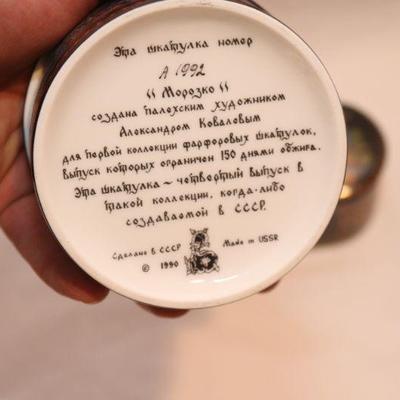 Эта шкатулка номер
А 1992
" Морозко "
создана палехским художником
Александром Ковалевым
для первой коллекции фарфоровых шкатулок,
выпуск которых ограничен 150 днями обжига.
Эта шкатулка – четвертый выпуск в
такой коллекции, когда-либо
создаваемой в СССР.
Сделано в СССР Made in USSR
© 1990